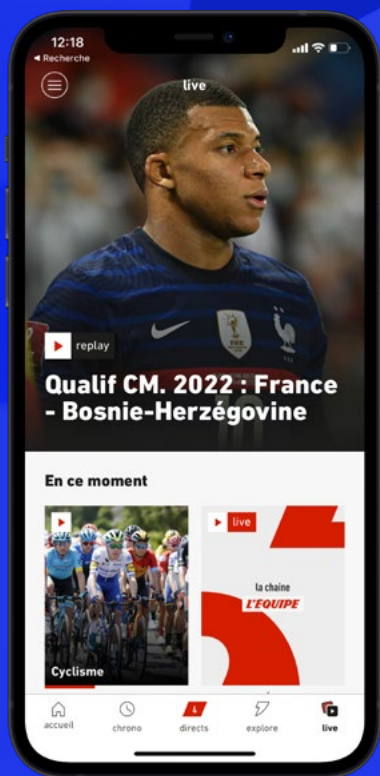 12:18
Recherche
live
replay
Qualif CM. 2022 : France
- Bosnie-Herzégovine
En ce moment
live
la chaine
L'ÉQUIPE
Cyclisme
accueil
chrono
directs
explore
live